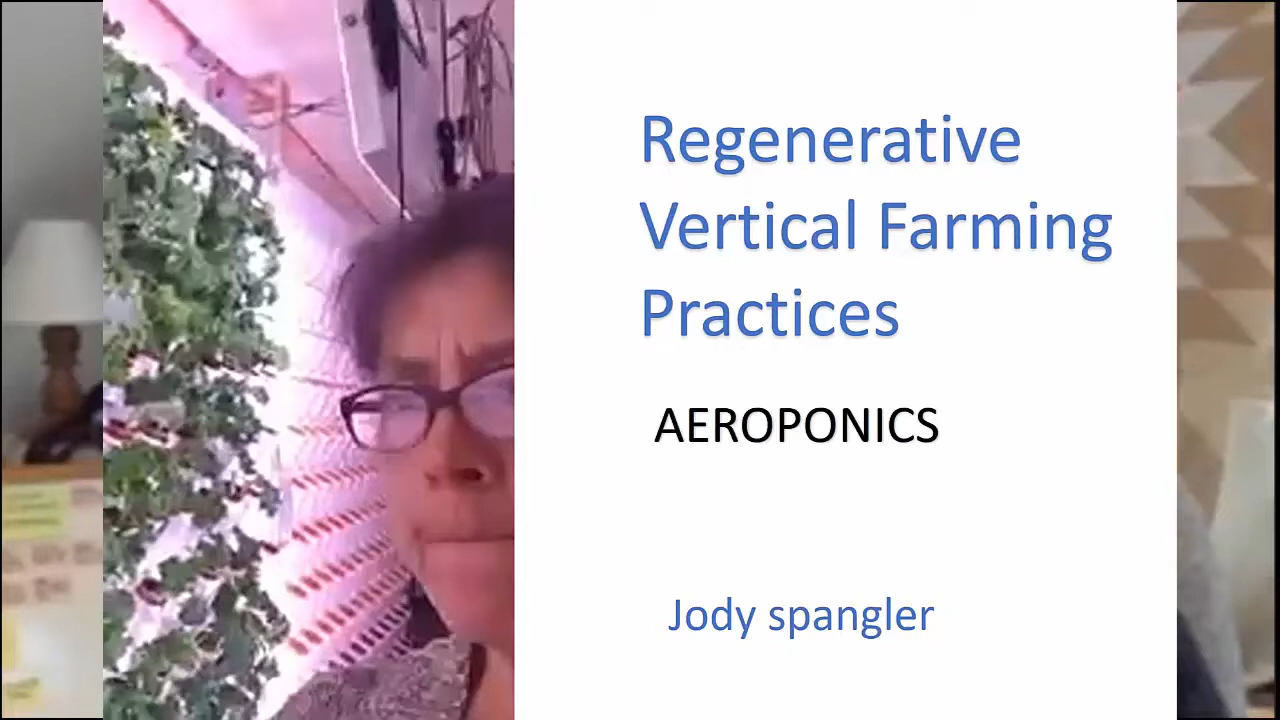 Regenerative
Vertical Farming
Practices
AEROPONICS
Jody spangler